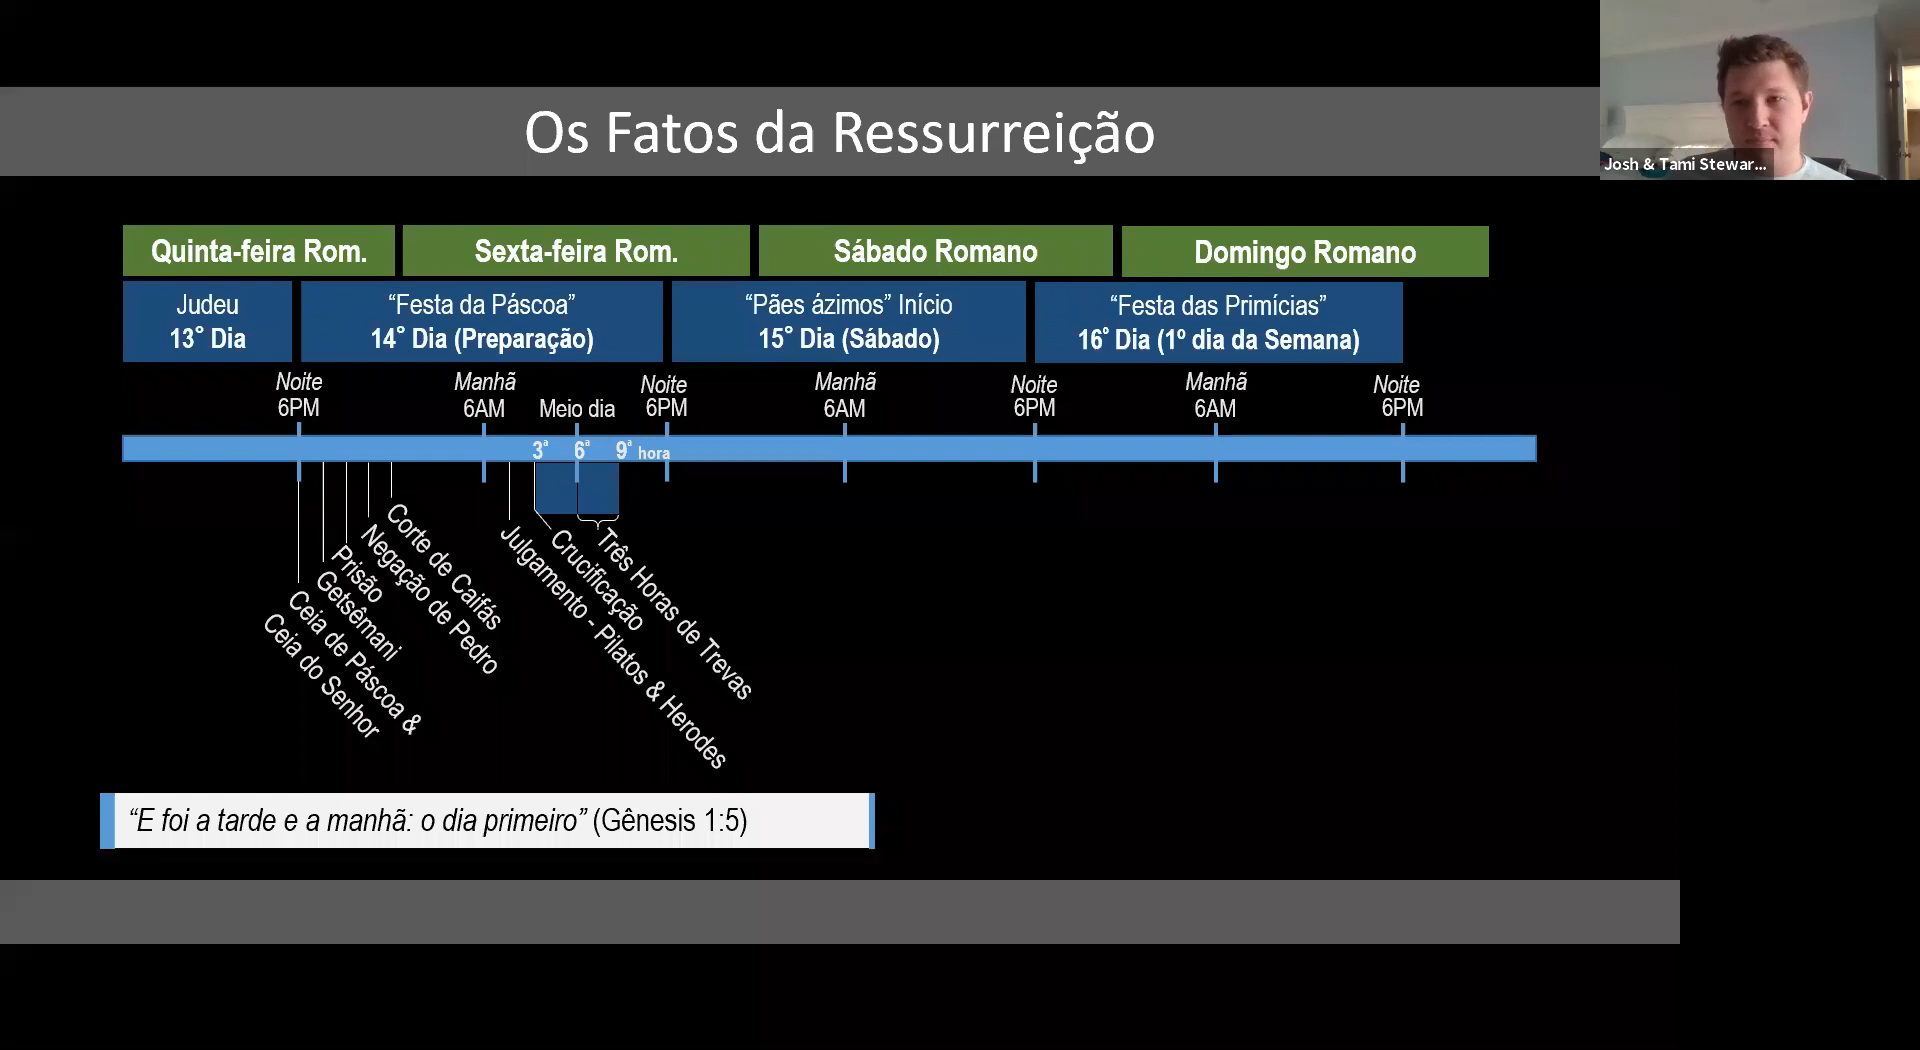 Os Fatos da Ressurreição
Josh & Tami Stewar...
Quinta-feira Rom.
Sexta-feira Rom.
Sábado Romano
Domingo Romano
Judeu
13° Dia
“Festa da Páscoa”
14° Dia (Preparação)
“Pães ázimos” Início
15° Dia (Sábado)
“Festa das Primícias”
16° Dia (1º dia da Semana)
Noite
6PM
Manhã
6AM
Meio dia
Noite
6PM
Manhã
6AM
Noite
6PM
Manhã
6AM
Noite
6PM
3ª 6ª 9ª hora
Ceia de Páscoa &
Ceia do Senhor
Getsêmani
Prisão
Negação de Pedro
Corte de Caifás
Julgamento - Pilatos & Herodes
Crucificação
Três Horas de Trevas
“E foi a tarde e a manhã: o dia primeiro” (Gênesis 1:5)